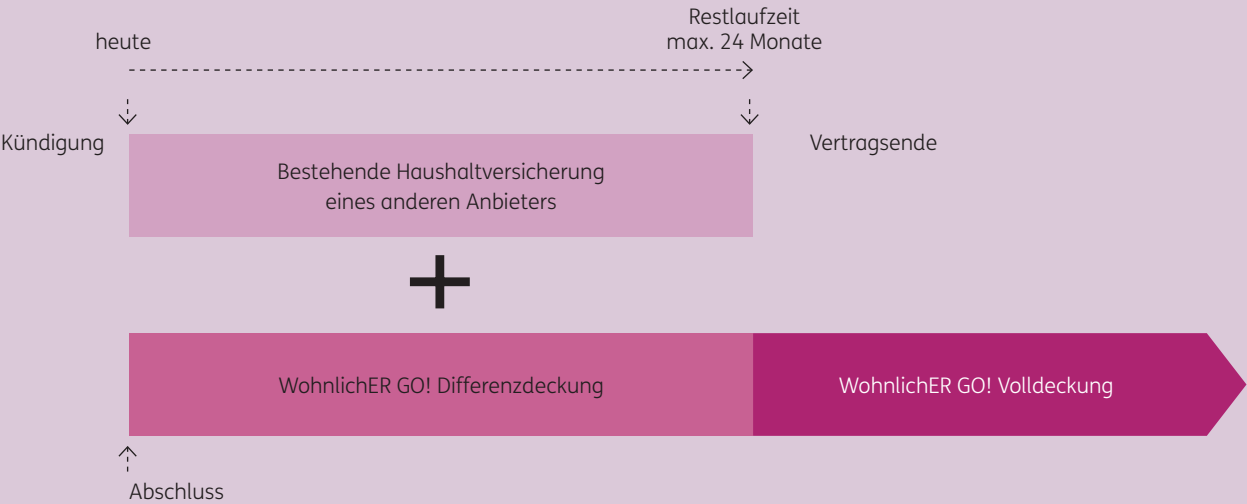 Restlaufzeit
heute
max. 24 Monate
Kündigung
Vertragsende
Bestehende Haushaltversicherung
eines anderen Anbieters
+
WohnlichER GO! Differenzdeckung
WohnlichER GO! Volldeckung
Abschluss